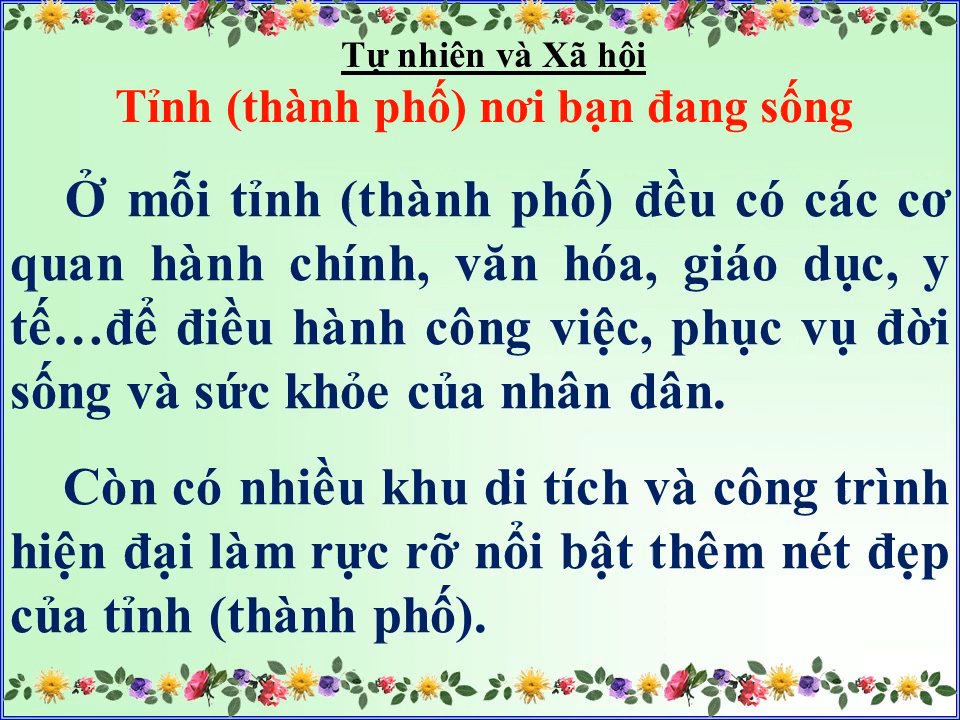 Tự nhiên và Xã hội
Tỉnh (thành phố) nơi bạn đang sống
Ở mỗi tỉnh (thành phố) đều có các cơ
quan hành chính, văn hóa, giáo dục, y
tế…để điều hành công việc, phục vụ đời
sống và sức khỏe của nhân dân.
Còn có nhiều khu di tích và công trình
hiện đại làm rực rỡ nổi bật thêm nét đẹp
của tỉnh (thành phố).